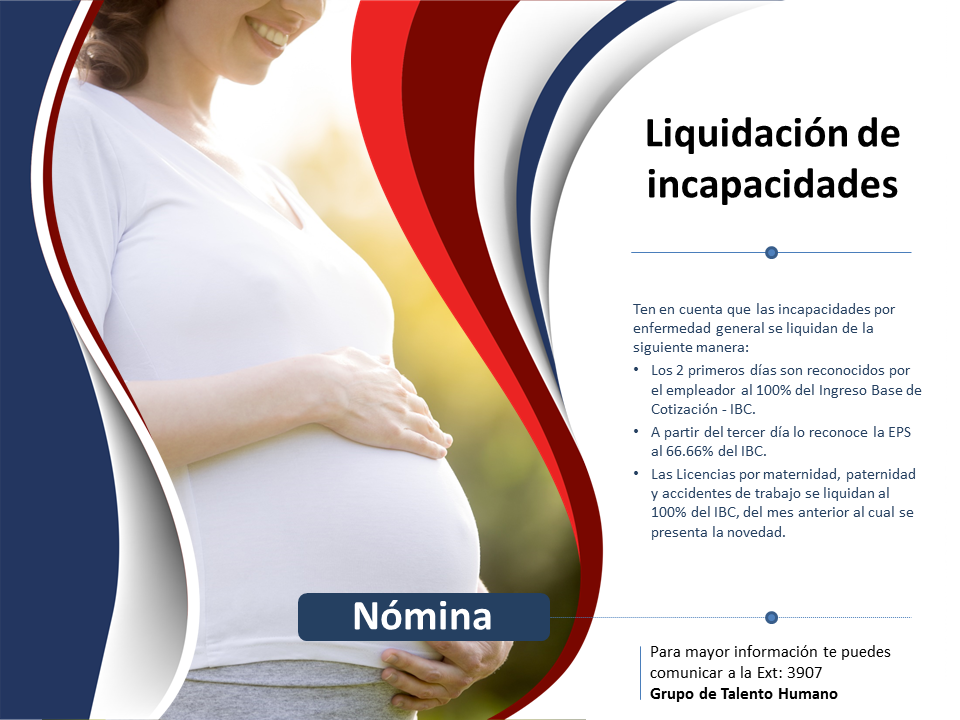 Liquidación de
incapacidades
Ten en cuenta que las incapacidades por
enfermedad general se liquidan de la
siguiente manera:
• Los 2 primeros días son reconocidos por
el empleador al 100% del Ingreso Base de
Cotización - IBC.
• A partir del tercer día lo reconoce la EPS
al 66.66% del IBC.
• Las Licencias por maternidad, paternidad
y accidentes de trabajo se liquidan al
100% del IBC, del mes anterior al cual se
presenta la novedad.
Nómina
Para mayor información te puedes
comunicar a la Ext: 3907
Grupo de Talento Humano